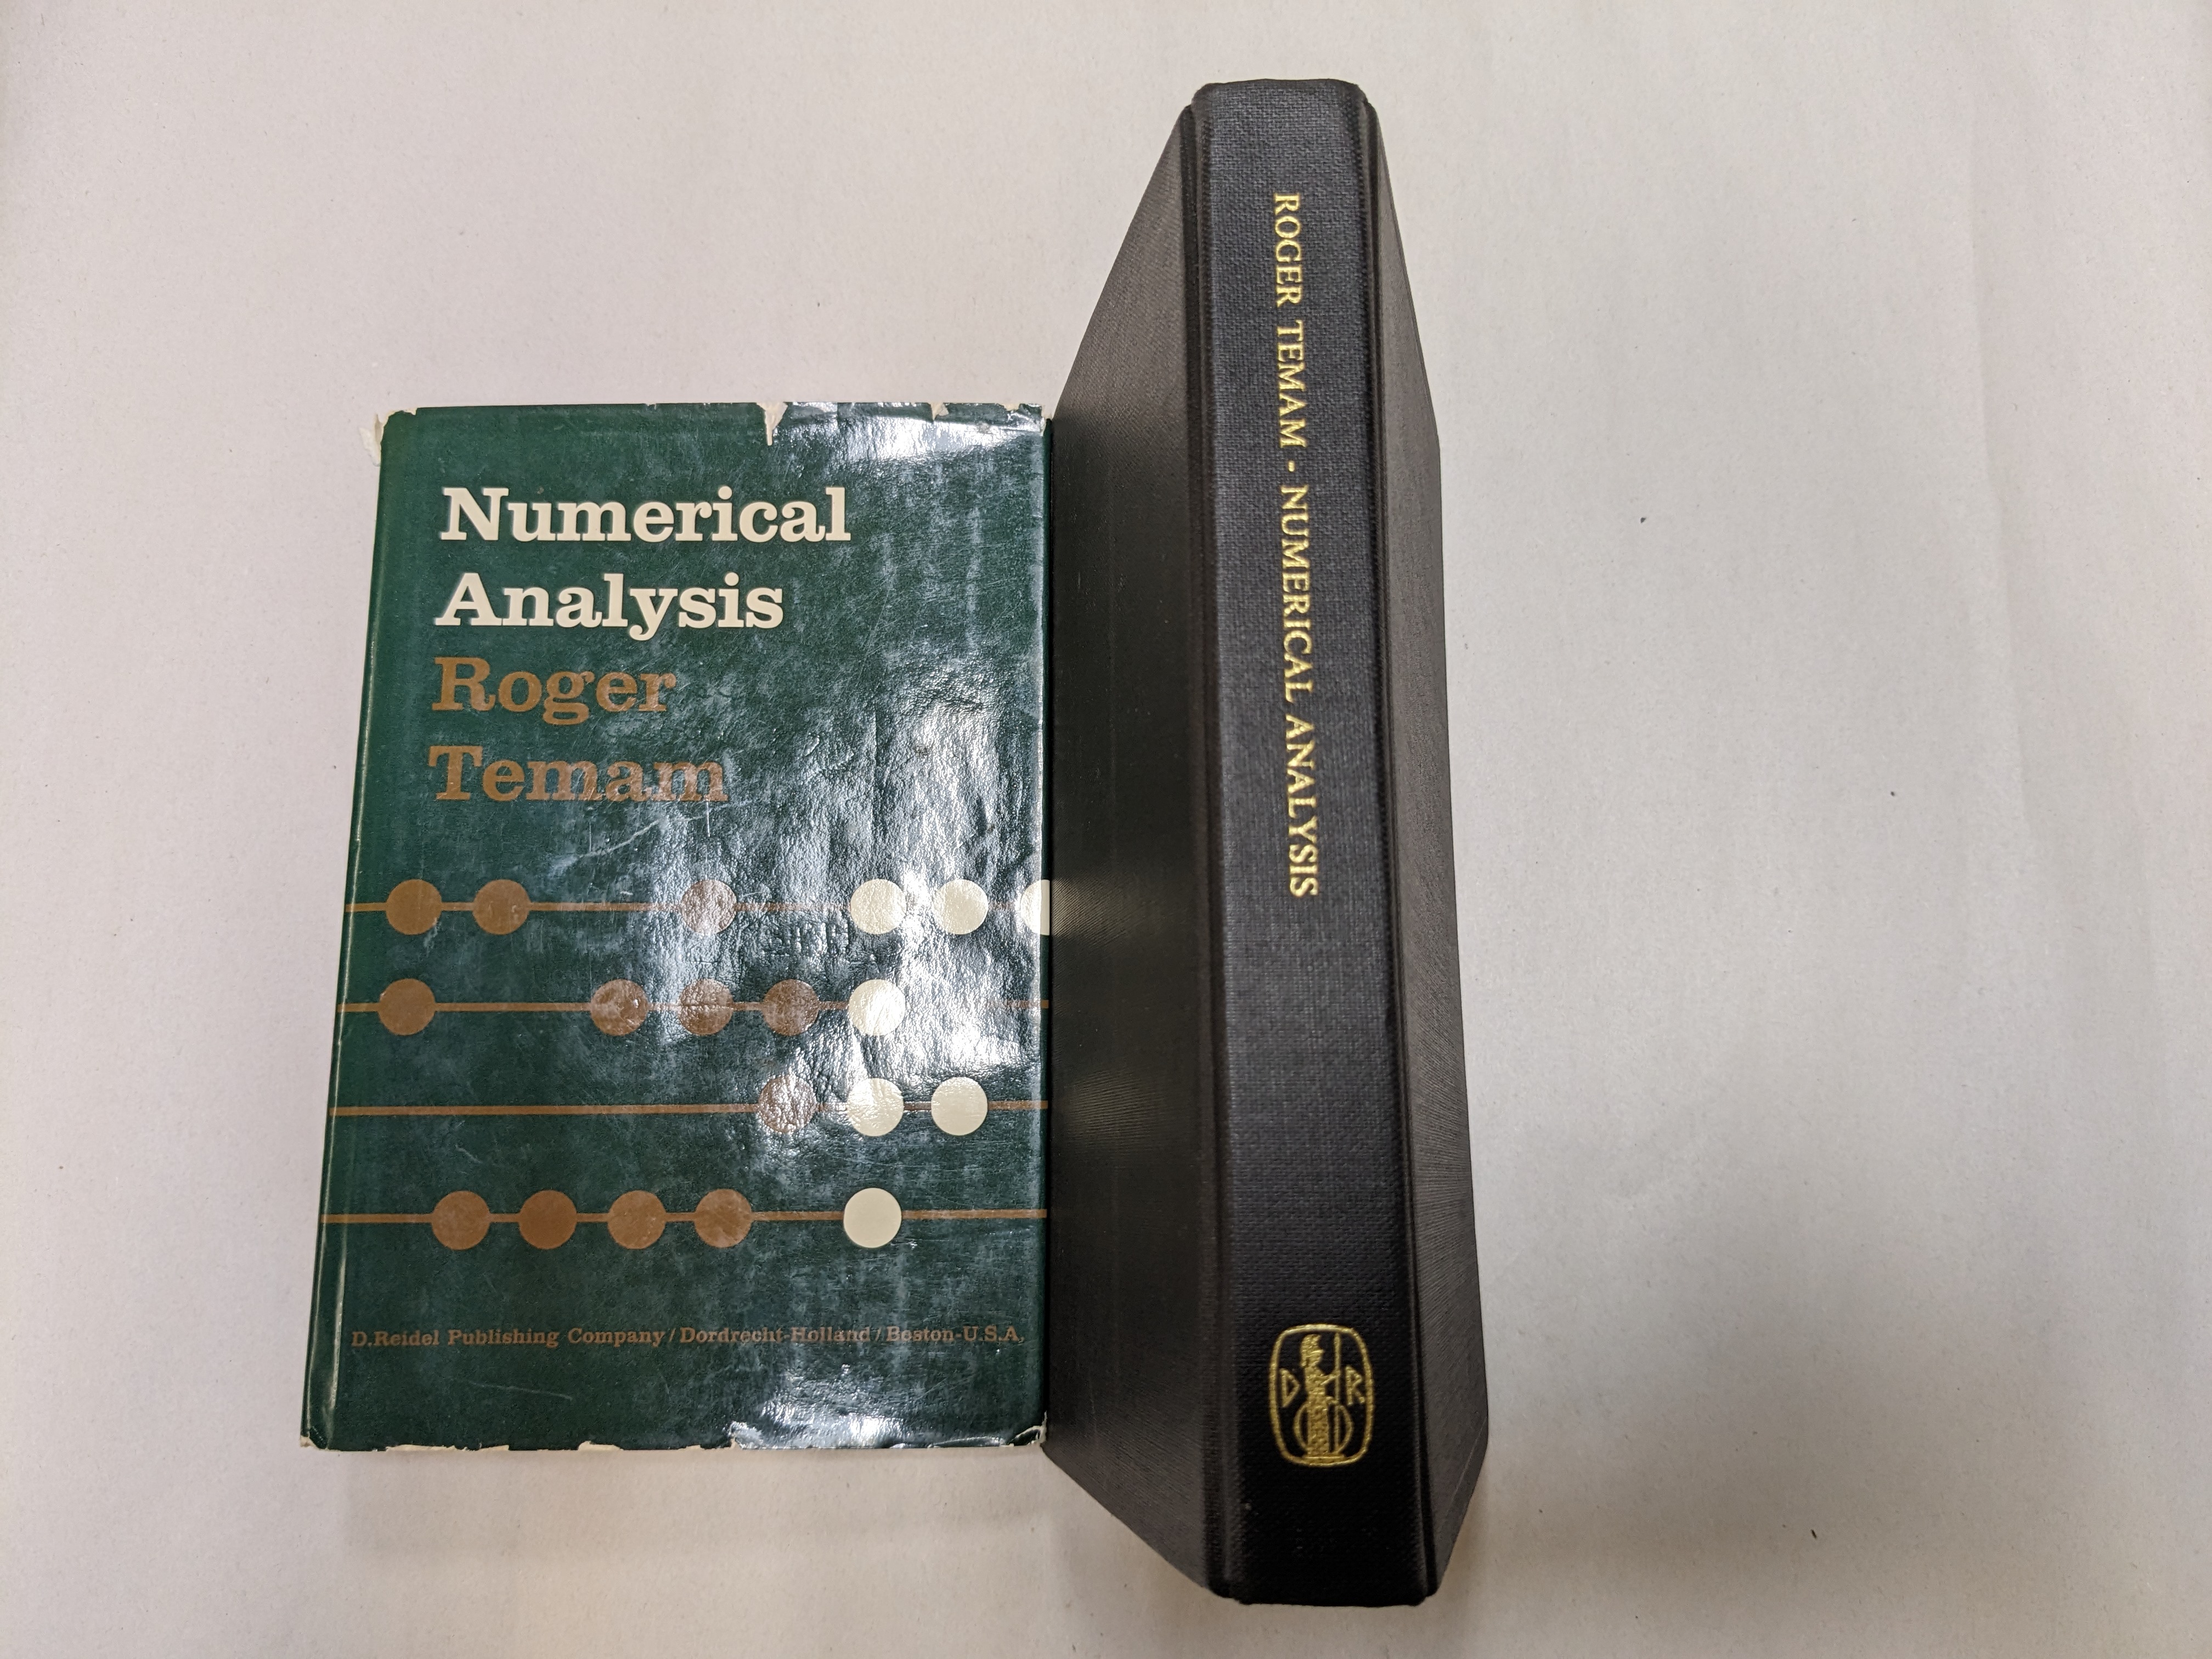 Numerical
Analysis
Roger
Temam
D.Reidel Publishing Company / Dordrecht-Holland / Boston-U.S.A.
ROGER TEMAM · NUMERICAL ANALYSIS
D R